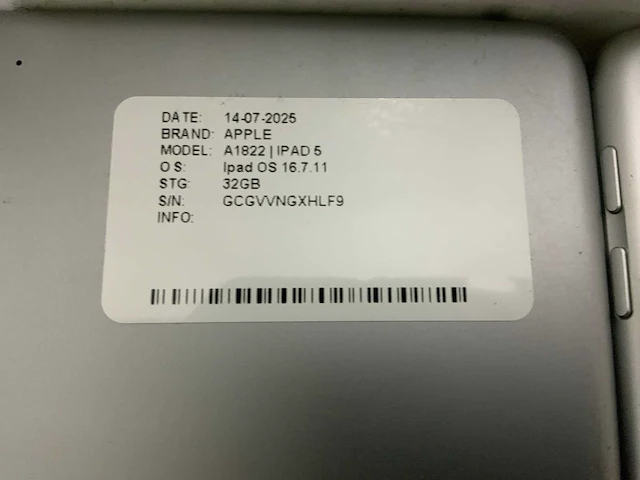 DATE: 14-07-2025
BRAND: APPLE
MODEL: A1822 | IPAD 5
OS: Ipad OS 16.7.11
STG: 32GB
S/N: GCGVVNGXHLF9
INFO: